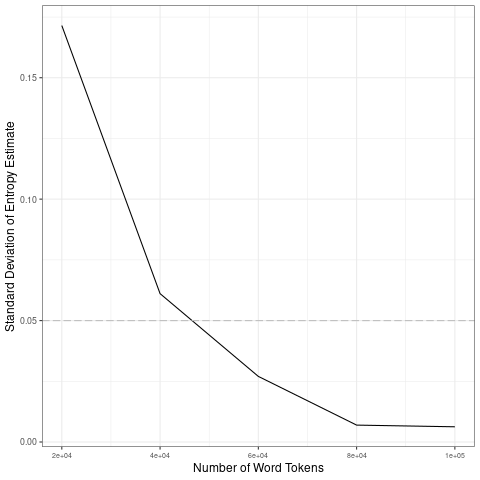 Standard Deviation of Entropy Estimate
0.15
0.10
0.05
0.00
2e+04 4e+04 6e+04 8e+04 1e+05
Number of Word Tokens